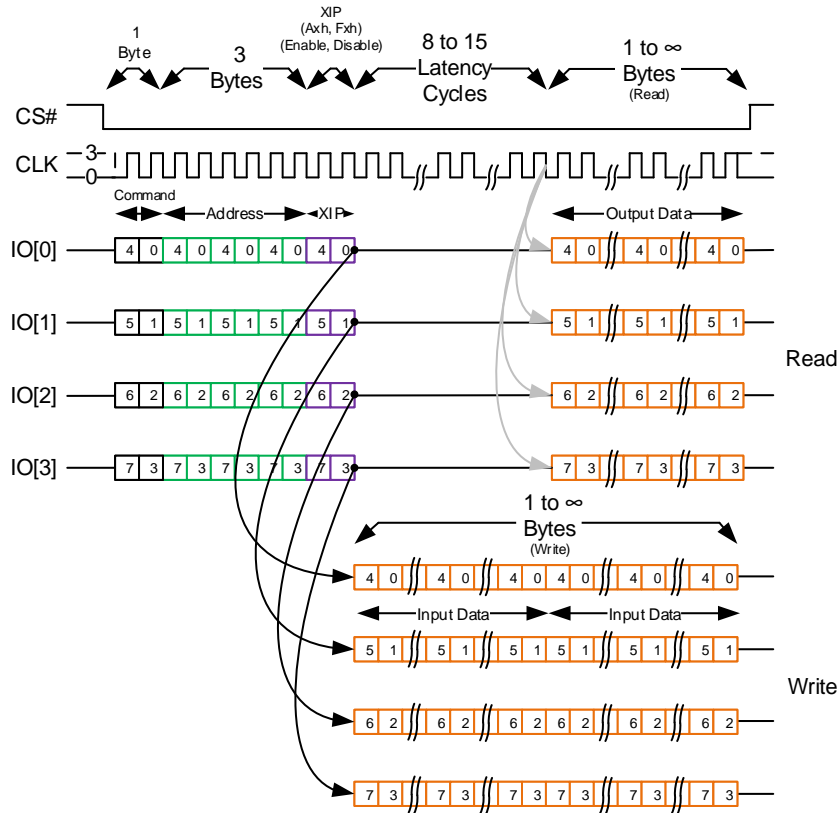 1
Byte
3
Bytes
XIP
(Axh, Fxh)
(Enable, Disable)
8 to 15
Latency
Cycles
1 to ∞
Bytes
(Read)
CS#
CLK
3
0
Command
Address
XIP
Output Data
IO[0] 4 0 4 0 4 0 4 0 4 0 4 0 4 0 4 0
IO[1] 5 1 5 1 5 1 5 1 5 1 5 1 5 1 5 1
Read
IO[2] 6 2 6 2 6 2 6 2 6 2 6 2 6 2 6 2
IO[3] 7 3 7 3 7 3 7 3 7 3 7 3 7 3 7 3
1 to ∞
Bytes
(Write)
4 0 4 0 4 0 4 0 4 0 4 0
Input Data Input Data
5 1 5 1 5 1 5 1 5 1 5 1
Write
6 2 6 2 6 2 6 2 6 2 6 2
7 3 7 3 7 3 7 3 7 3 7 3